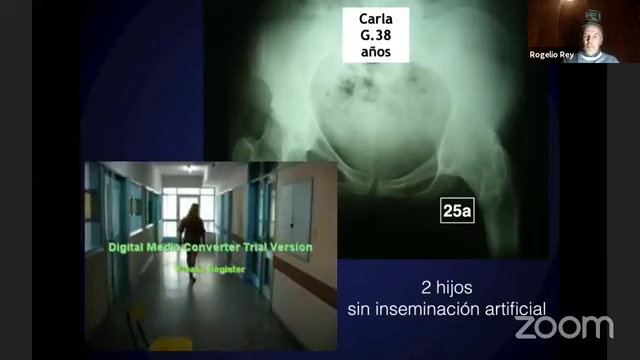 Carla
G.38
años
Rogelio Rey
25a
Digital Media Converter Trial Version
2 hijos
sin inseminación artificial
zoom